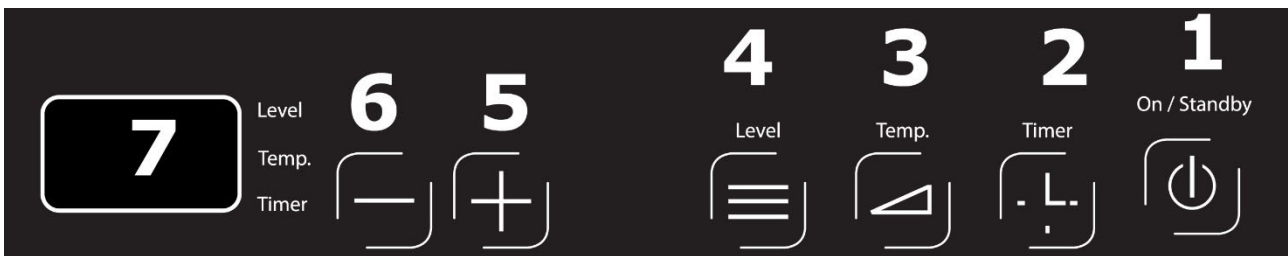 7
Level
Temp.
Timer
6
5
4
Level
3
Temp.
2
Timer
1
On / Standby